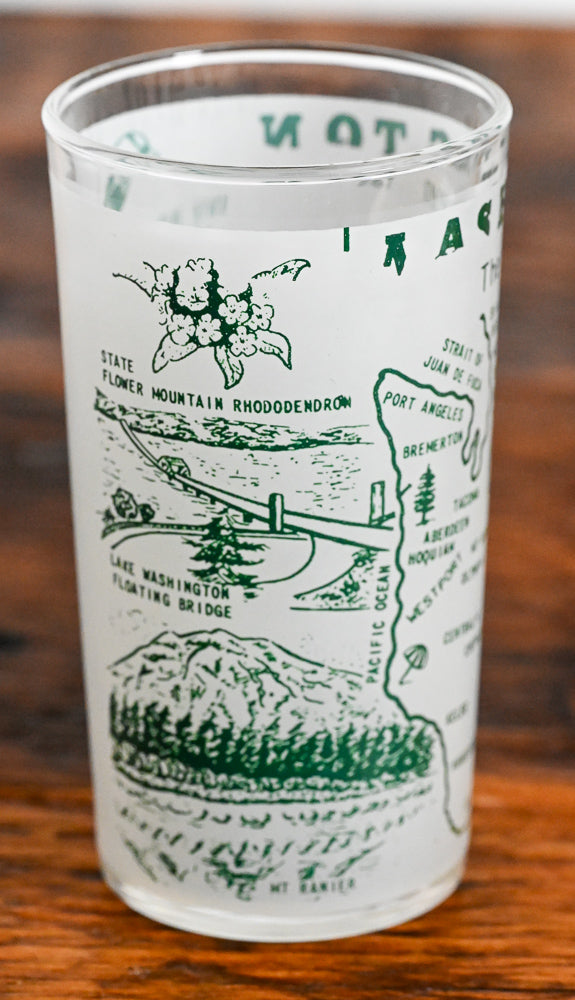 STATE
FLOWER MOUNTAIN RHODODENDRON
LAKE WASHINGTON
FLOATING BRIDGE
MT RANIER
STRAIT OF
JUAN DE FUCA
PORT ANGELES
BREMERTON
TACOMA
ABERDEEN
HOQUIAM
WESTPORT
PACIFIC OCEAN